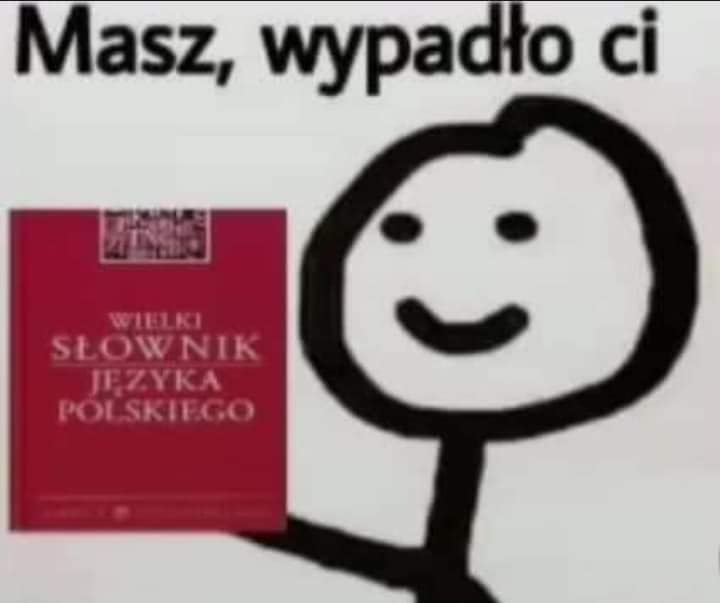 Masz, wypadło ci
WIELKI
SŁOWNIK
JĘZYKA
POLSKIEGO